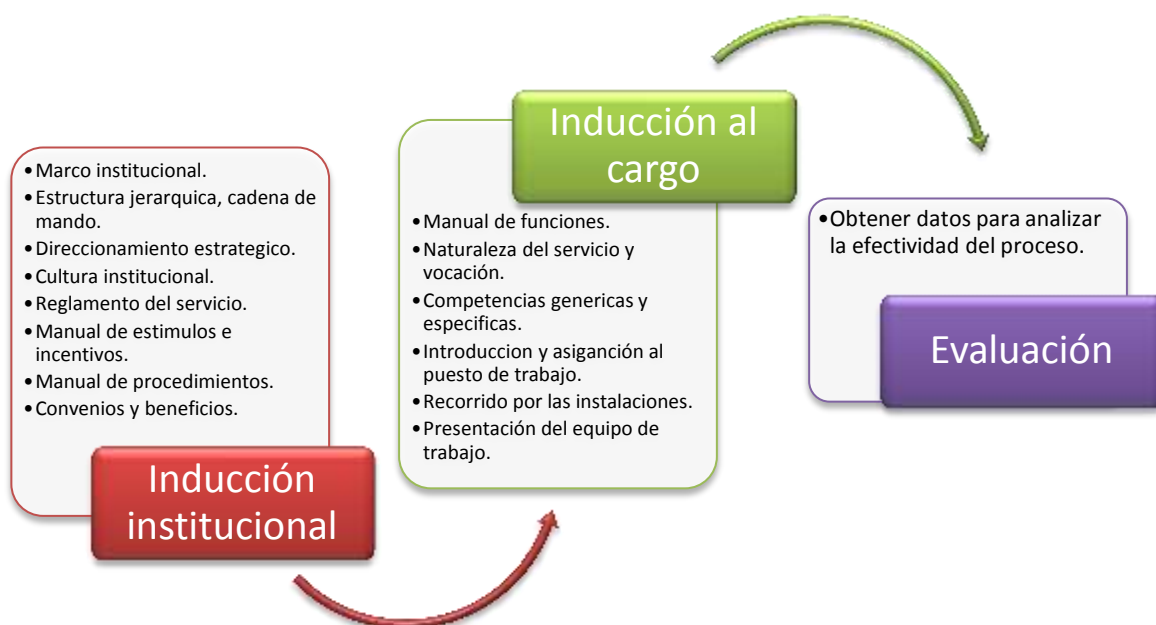 •Marco institucional.
•Estructura jerarquica, cadena de
mando.
•Direccionamiento estrategico.
•Cultura institucional.
•Reglamento del servicio.
•Manual de estimulos e
incentivos.
•Manual de procedimientos.
•Convenios y beneficios.
Inducción
institucional
Inducción al
cargo
•Manual de funciones.
•Naturaleza del servicio y
vocación.
•Competencias genericas y
especificas.
•Introduccion y asigançión al
puesto de trabajo.
•Recorrido por las instalaciones.
•Presentación del equipo de
trabajo.
•Obtener datos para analizar
la efectividad del proceso.
Evaluación